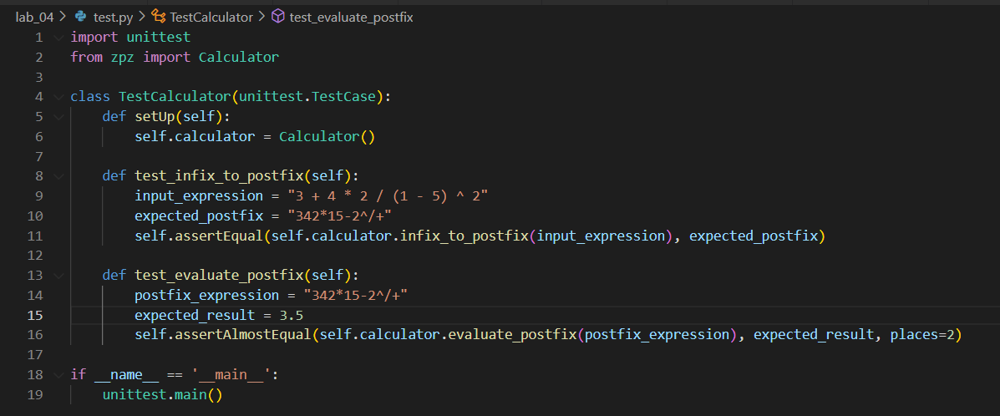 lab_04 > test.py > TestCalculator > test_evaluate_postfix
1 import unittest
2 from zpz import Calculator
3
4 class TestCalculator(unittest.TestCase):
5     def setUp(self):
6         self.calculator = Calculator()
7
8     def test_infix_to_postfix(self):
9         input_expression = "3 + 4 * 2 / (1 - 5) ^ 2"
10         expected_postfix = "342*15-2^/+"
11         self.assertEqual(self.calculator.infix_to_postfix(input_expression), expected_postfix)
12
13     def test_evaluate_postfix(self):
14         postfix_expression = "342*15-2^/+"
15         expected_result = 3.5
16         self.assertAlmostEqual(self.calculator.evaluate_postfix(postfix_expression), expected_result, places=2)
17
18 if __name__ == '__main__':
19     unittest.main()